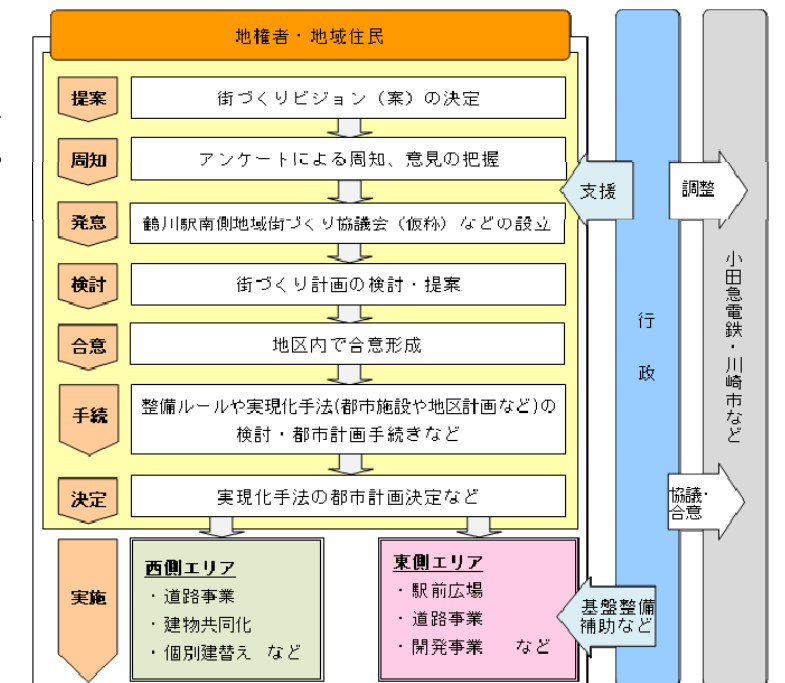 地権者・地域住民
提案
街づくりビジョン（案）の決定
周知
アンケートによる周知、意見の把握
発意
鶴川駅南側地域街づくり協議会（仮称）などの設立
検討
街づくり計画の検討・提案
合意
地区内で合意形成
手続
整備ルールや実現化手法(都市施設や地区計画など)の
検討・都市計画手続きなど
決定
実現化手法の都市計画決定など
実施
西側エリア
・道路事業
・建物共同化
・個別建替え　など
東側エリア
・駅前広場
・道路事業
・開発事業　　など
支援
行政
基盤整備
補助など
調整
協議・
合意
小田急電鉄・川崎市など